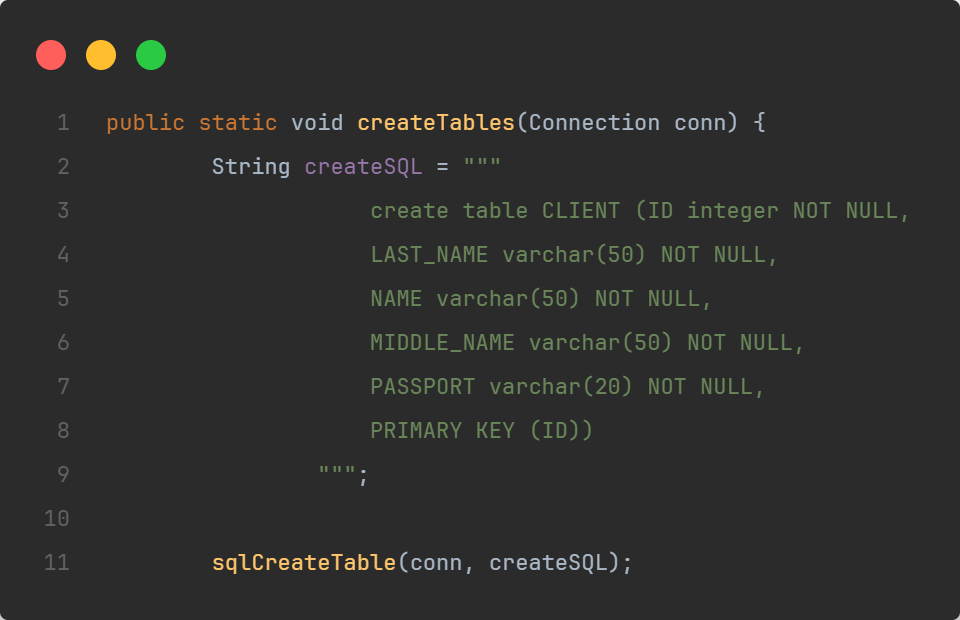 1 public static void createTables(Connection conn) {
2 String createSQL = """
3 create table CLIENT (ID integer NOT NULL,
4 LAST_NAME varchar(50) NOT NULL,
5 NAME varchar(50) NOT NULL,
6 MIDDLE_NAME varchar(50) NOT NULL,
7 PASSPORT varchar(20) NOT NULL,
8 PRIMARY KEY (ID))
9 """;
10
11 sqlCreateTable(conn, createSQL);